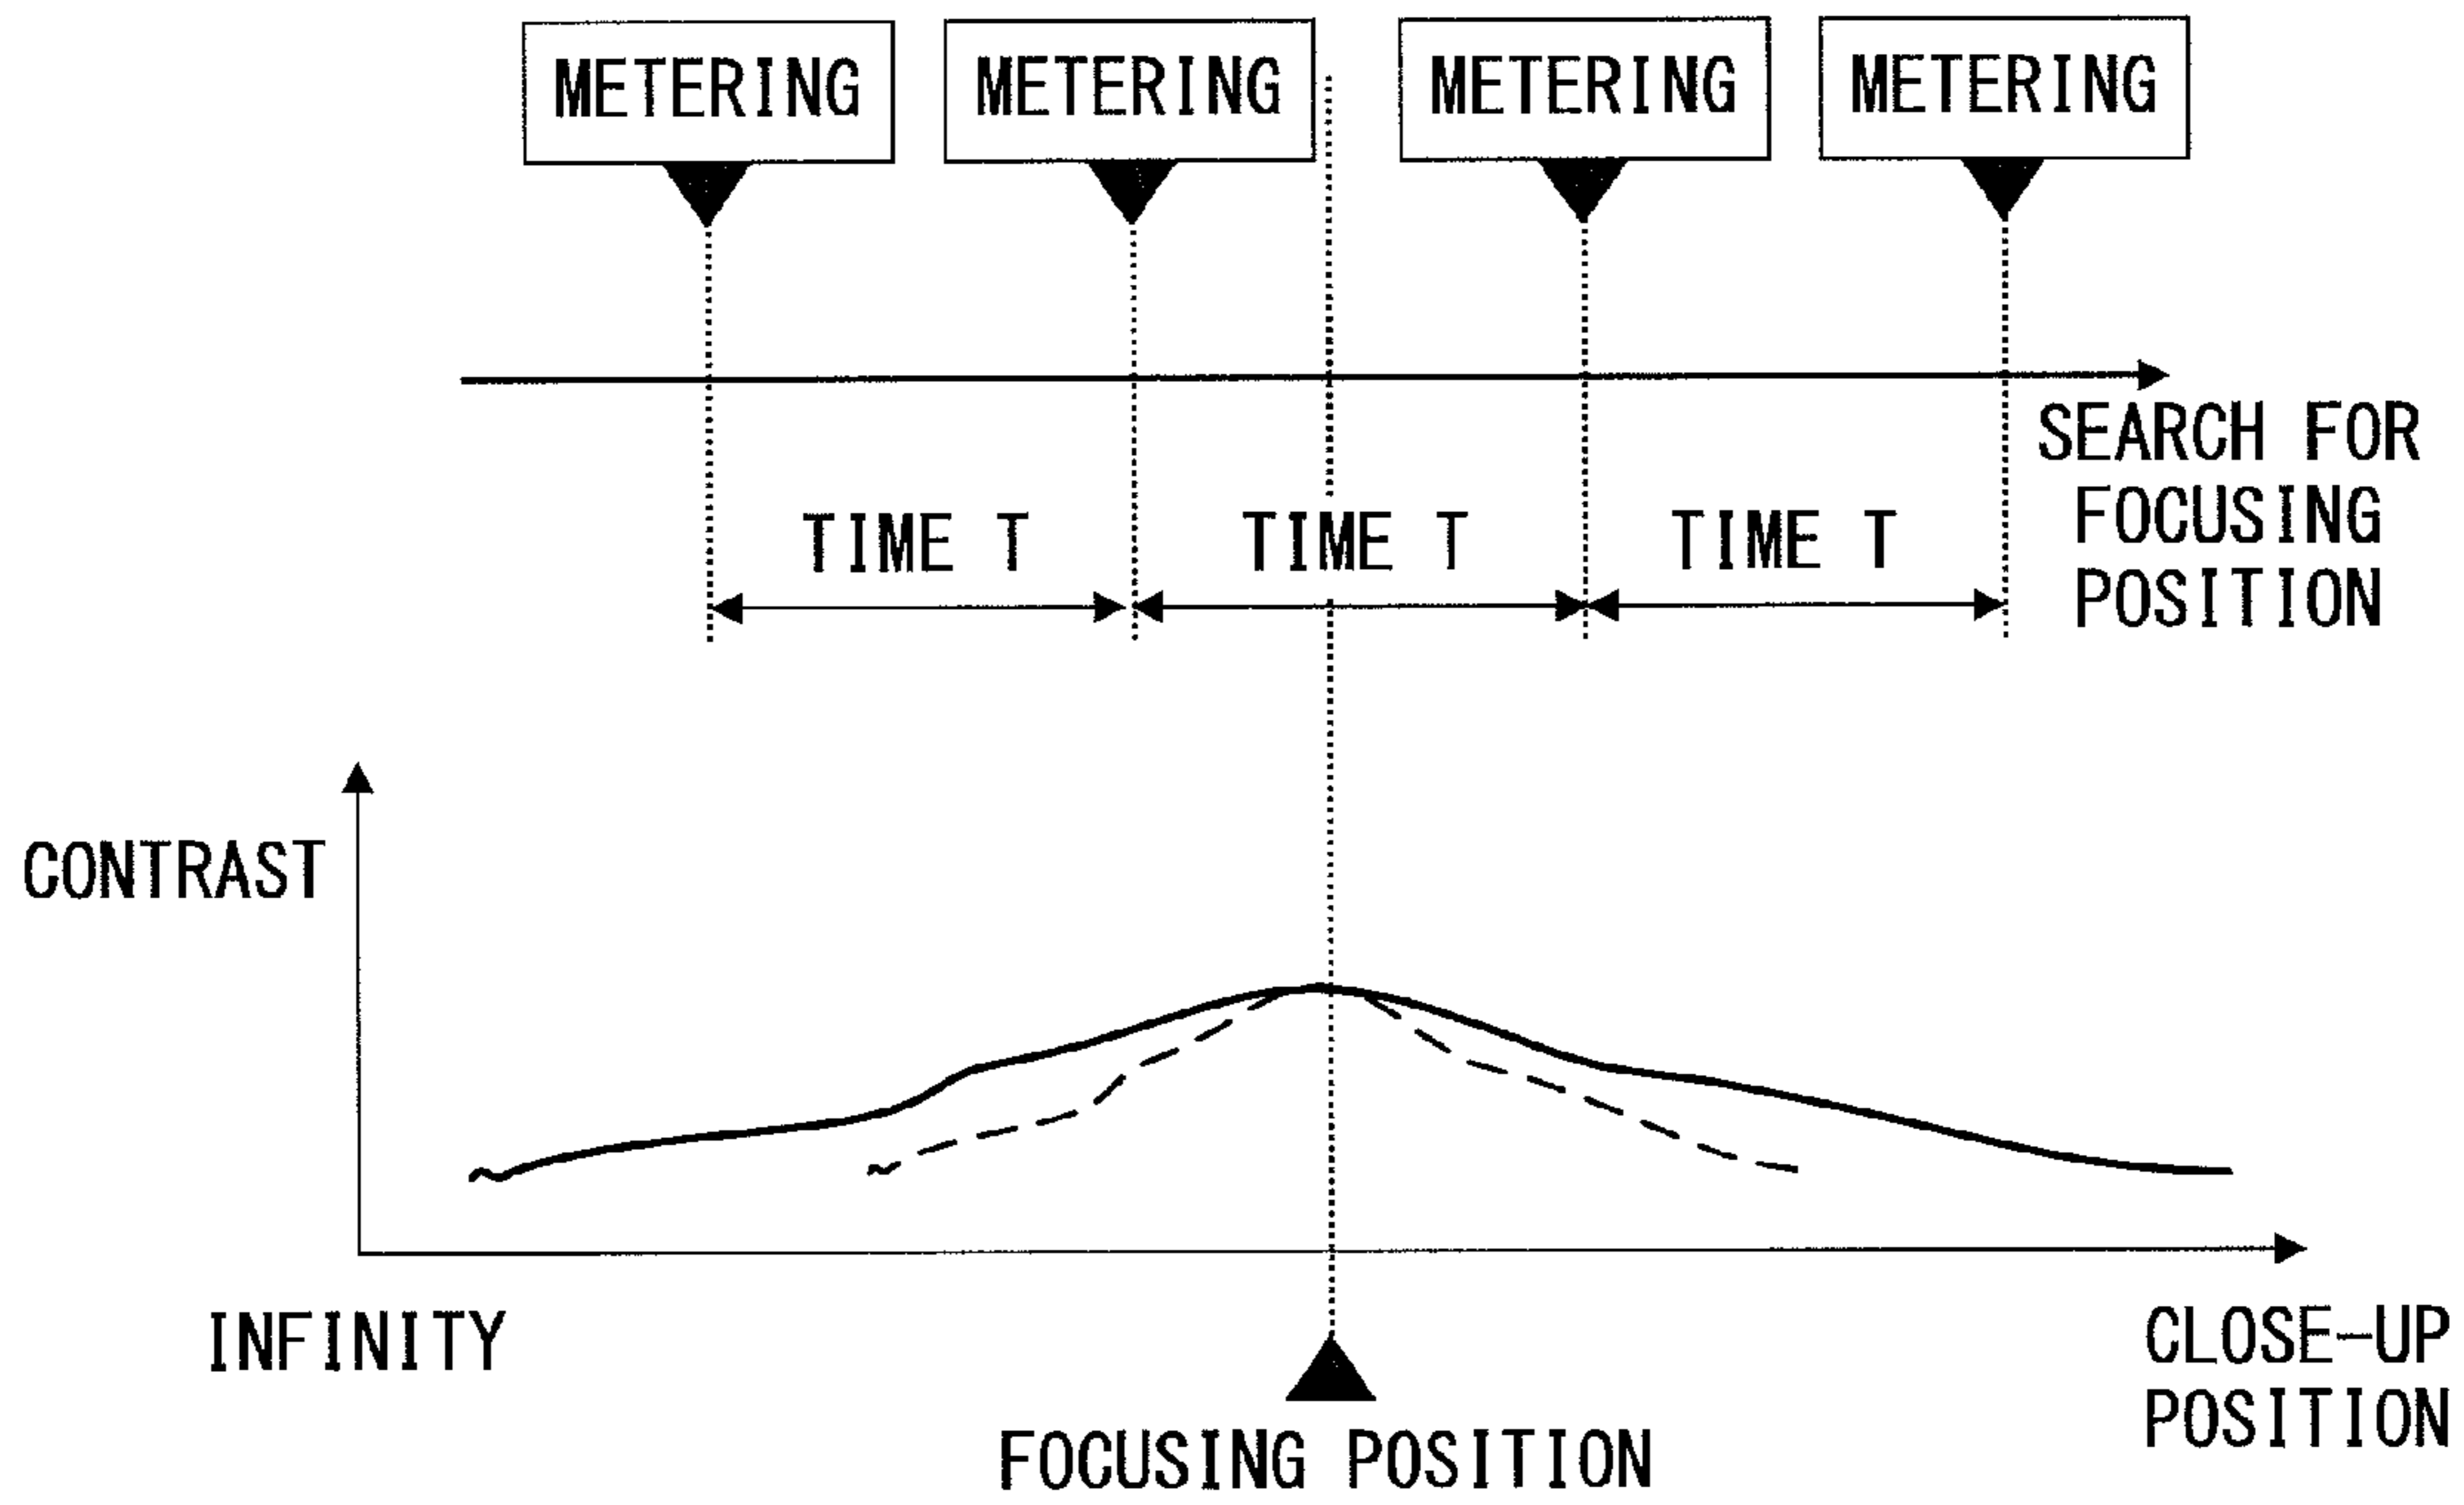 METERING
METERING
METERING
METERING
SEARCH FOR
FOCUSING
POSITION
TIME T
TIME T
TIME T
CONTRAST
INFINITY
CLOSE-UP
POSITION
FOCUSING POSITION